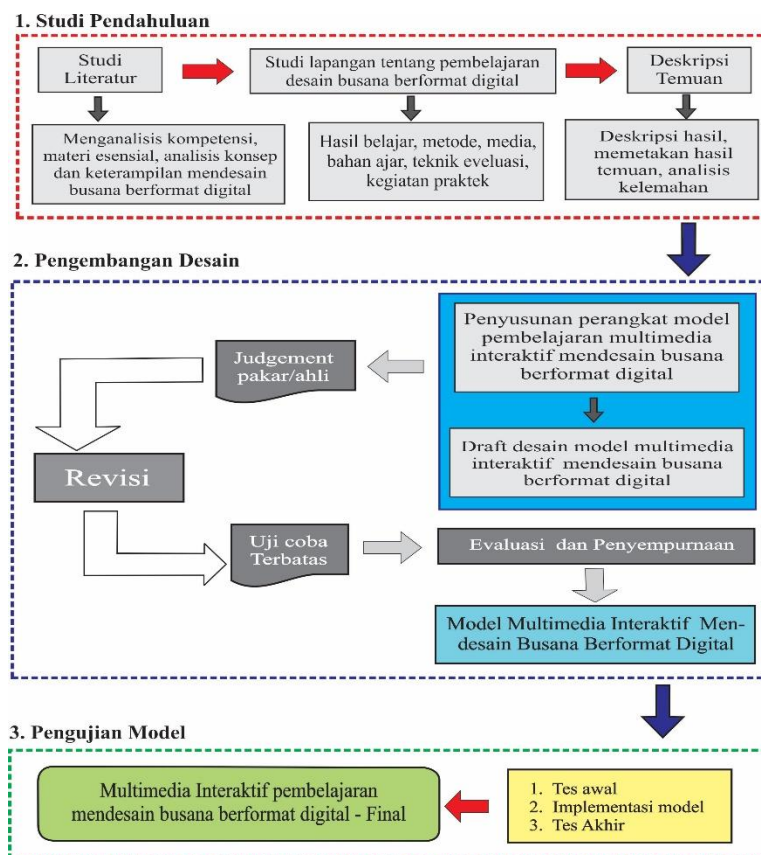 1. Studi Pendahuluan
Studi
Literatur
Studi lapangan tentang pembelajaran
desain busana berformat digital
Deskripsi
Temuan
Menganalisis kompetensi,
materi esensial, analisis konsep
dan keterampilan mendesain
busana berformat digital
Hasil belajar, metode, media,
bahan ajar, teknik eveluasi,
kegiatan praktek
Deskripsi hasil,
memetakan hasil
temuan, analisis
kelemahan
2. Pengembangan Desain
Penyusunan perangkat model
pembelajaran multimedia
interaktif mendesain busana
berformat digital
Judgement
pakar/ahli
Draft desain model multimedia
interaktif mendesain busana
berformat digital
Revisi
Uji coba
Terbatas
Evaluasi dan Penyempurnaan
Model Multimedia Interaktif Men-
desain Busana Berformat Digital
3. Pengujian Model
Multimedia Interaktif pembelajaran
mendesain busana berformat digital - Final
1. Tes awal
2. Implementasi model
3. Tes Akhir